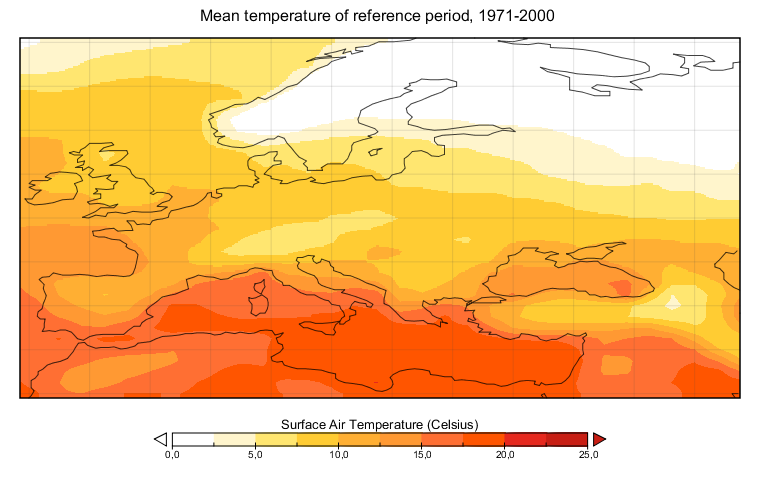 Mean temperature of reference period, 1971-2000
Surface Air Temperature (Celsius)
0,0 5,0 10,0 15,0 20,0 25,0